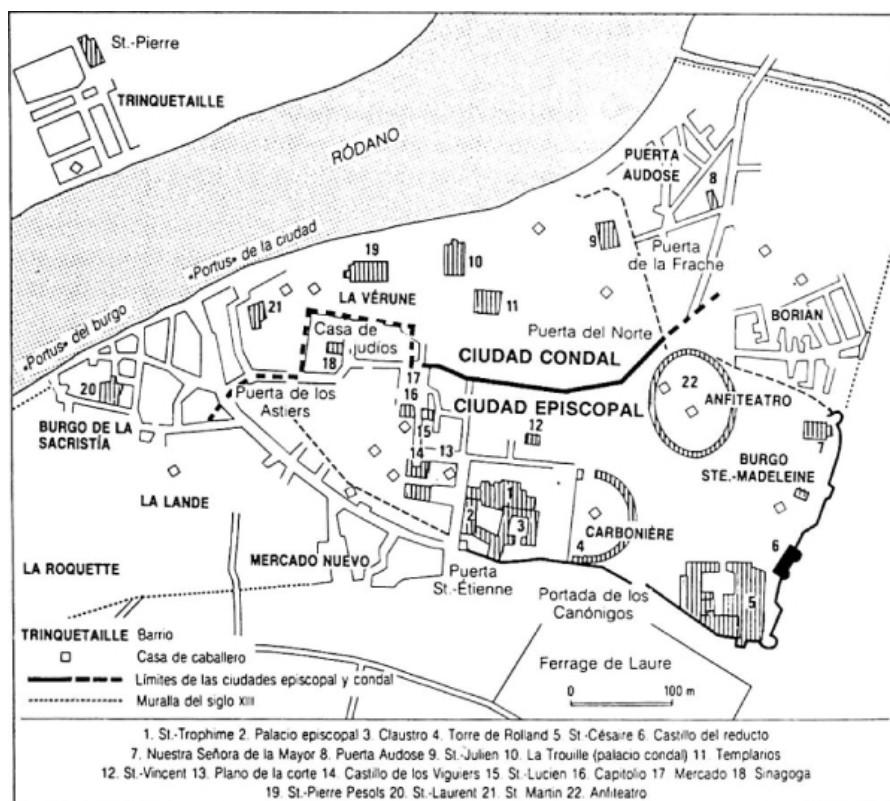 St.-Pierre
TRINQUETAILLE
RÓDANO
PUERTA
AUDOSE
8
«Portus» de la ciudad
19
10
9
Puerta
de la Frache
«Portus» del burgo
21
LA VÉRUNE
11
BORIAN
Casa de
judíos
18
Puerta del Norte
CIUDAD CONDAL
17
20
Puerta de los
Astiers
16
CIUDAD EPISCOPAL
22
ANFITEATRO
BURGO DE LA
SACRISTÍA
15
12
7
14
13
BURGO
STE.-MADELEINE
LA LANDE
1
2
3
4
CARBONIÈRE
6
MERCADO NUEVO
LA ROQUETTE
Puerta
St.-Étienne
Portada de los
Canónigos
5
TRINQUETAILLE Barrio
Casa de caballero
Límites de las ciudades episcopal y condal
Muralla del siglo XIII
Ferrage de Laure
0 100 m
1. St.-Trophime 2. Palacio episcopal 3. Claustro 4. Torre de Rolland 5 St.-Césaire 6. Castillo del reducto
7. Nuestra Señora de la Mayor 8. Puerta Audose 9. St.-Julien 10. La Trouille (palacio condal) 11. Templarios
12. St.-Vincent 13. Plano de la corte 14. Castillo de los Viguiers 15 St.-Lucien 16. Capitolio 17 Mercado 18 Sinagoga
19. St.-Pierre Pesols 20. St.-Laurent 21. St Martin 22. Anfiteatro